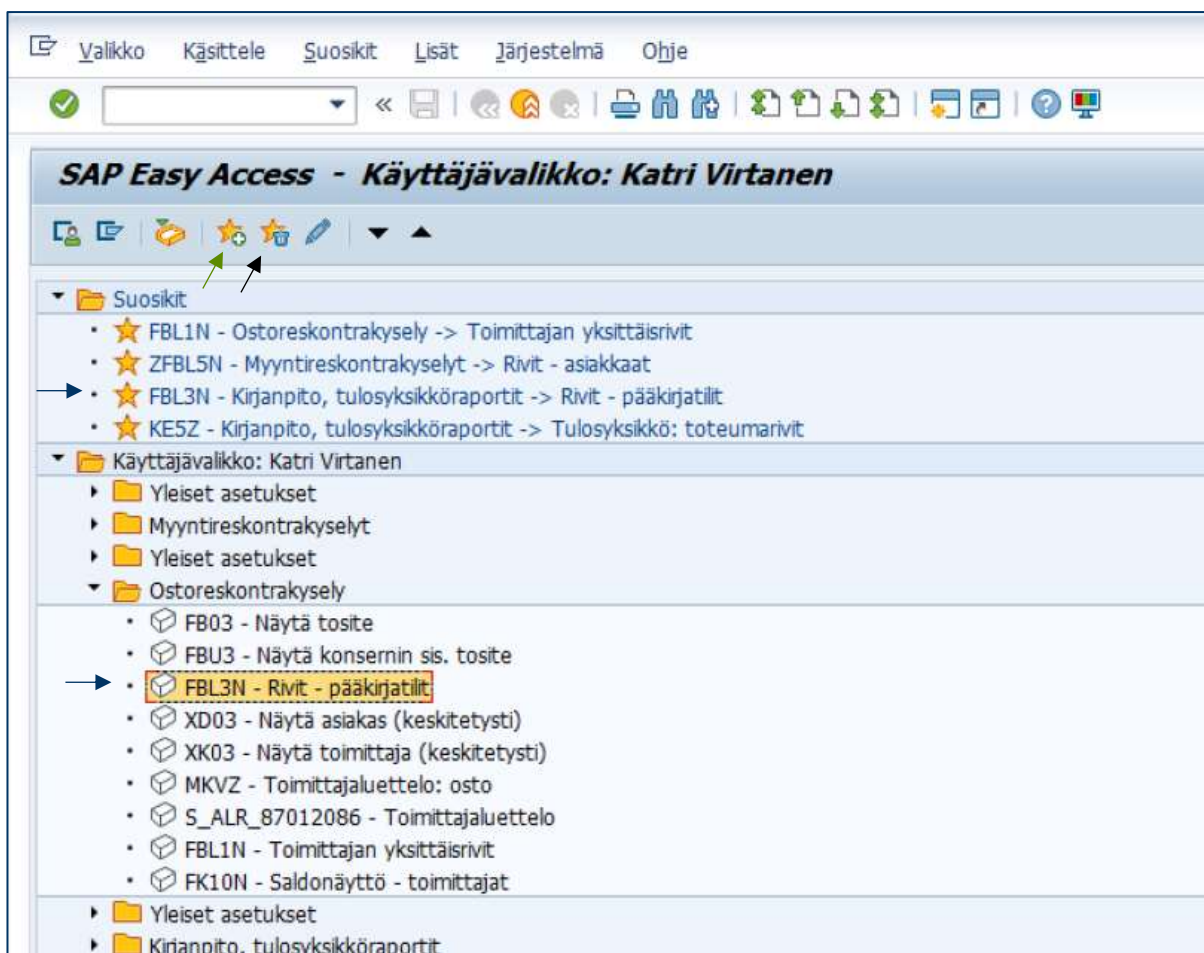 Valikko Käsittele Suosikit Lisät Järjestelmä Ohje
SAP Easy Access - Käyttäjävalikko: Katri Virtanen
Suosikit
FBL1N - Ostoreskontrakysely -> Toimittajan yksittäisrivit
ZFBL5N - Myyntireskontrakyselyt -> Rivit - asiakkaat
FBL3N - Kirjanpito, tulosyksikköraportit -> Rivit - pääkirjatilit
KE5Z - Kirjanpito, tulosyksikköraportit -> Tulosyksikkö: toteumarivit
Käyttäjävalikko: Katri Virtanen
Yleiset asetukset
Myyntireskontrakyselyt
Yleiset asetukset
Ostoreskontrakysely
FB03 - Näytä tosite
FBU3 - Näytä konsernin sis. tosite
FBL3N - Rivit - pääkirjatilit
XD03 - Näytä asiakas (keskitetysti)
XK03 - Näytä toimittaja (keskitetysti)
MKVZ - Toimittajaluettelo: osto
S_ALR_87012086 - Toimittajaluettelo
FBL1N - Toimittajan yksittäisrivit
FK10N - Saldonäyttö - toimittajat
Yleiset asetukset
Kirjanpito, tulosyksikköraportit